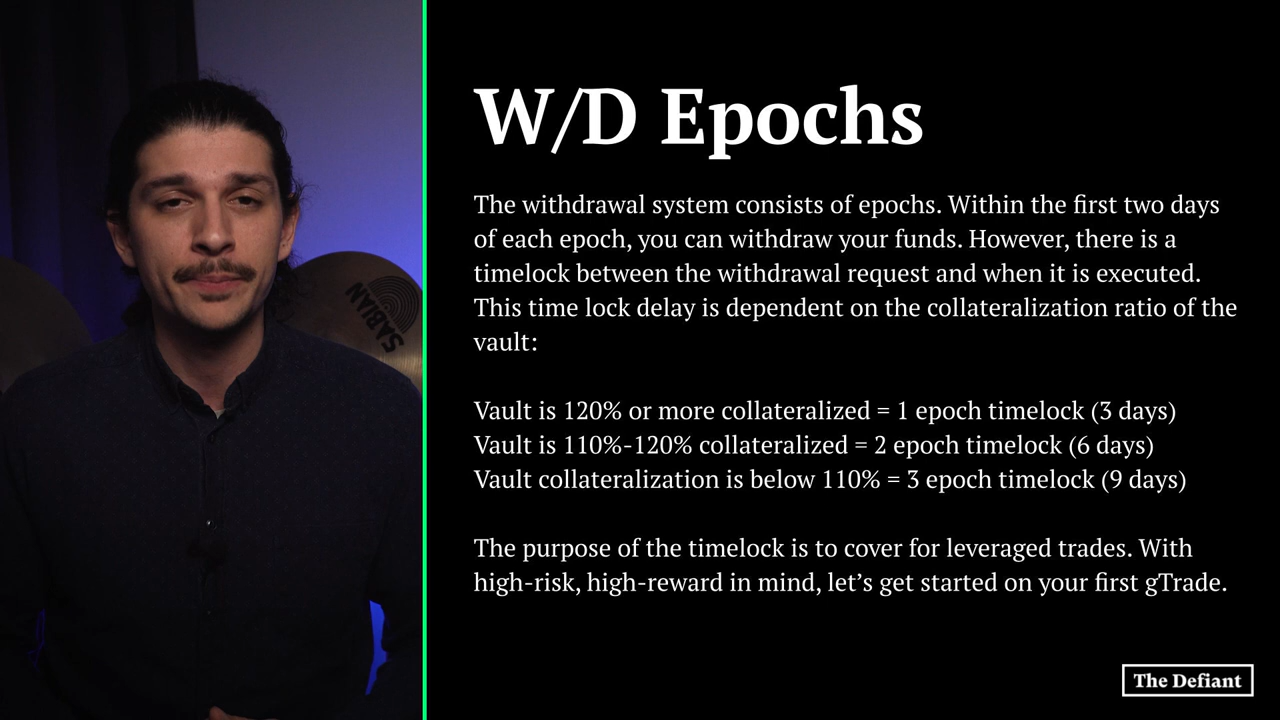 W/D Epochs
The withdrawal system consists of epochs. Within the first two days
of each epoch, you can withdraw your funds. However, there is a
timelock between the withdrawal request and when it is executed.
This time lock delay is dependent on the collateralization ratio of the
vault:
Vault is 120% or more collateralized = 1 epoch timelock (3 days)
Vault is 110%-120% collateralized = 2 epoch timelock (6 days)
Vault collateralization is below 110% = 3 epoch timelock (9 days)
The purpose of the timelock is to cover for leveraged trades. With
high-risk, high-reward in mind, let’s get started on your first gTrade.
The Defiant
SABIAN